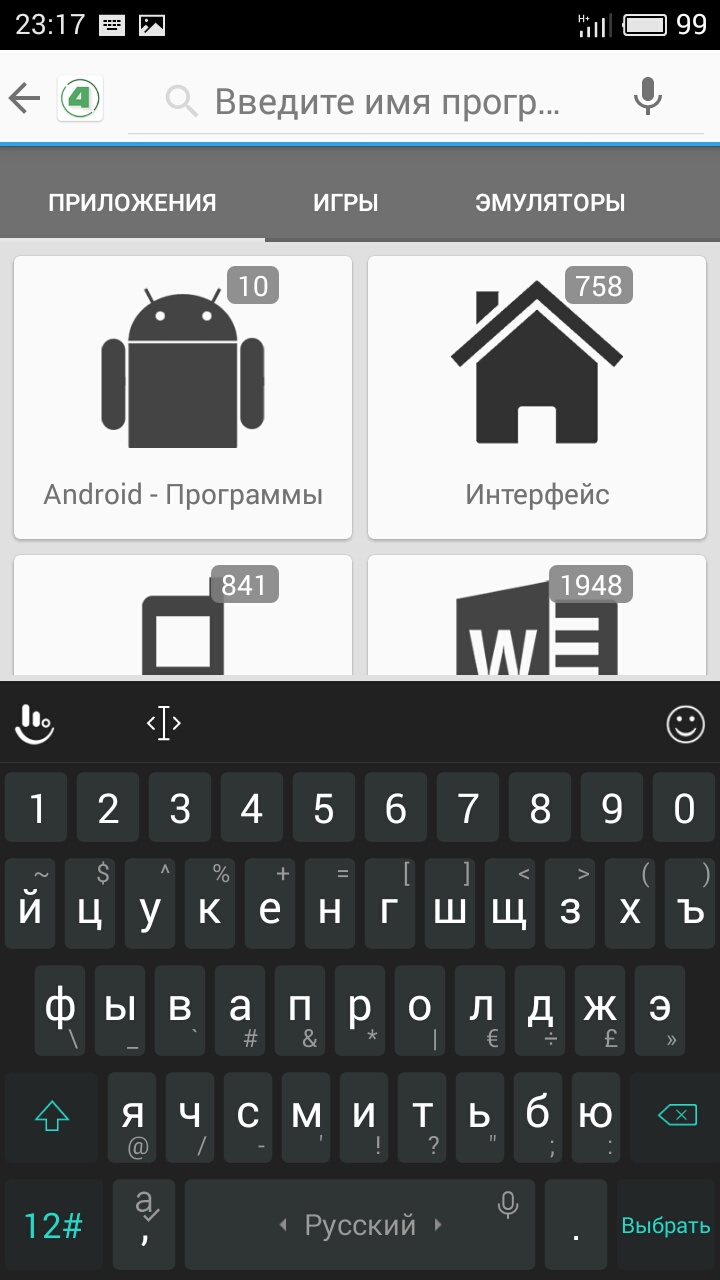 23:17 99
4 Введите имя прогр...
ПРИЛОЖЕНИЯ ИГРЫ ЭМУЛЯТОРЫ
10 758
Android - Программы Интерфейс
841 1948
W
1 2 3 4 5 6 7 8 9 0
~ $ ^ % + = [ ] < > ( )
й ц у к е н г ш щ з х ъ
ф ы в а п р о л д ж э
\ _ ` # & * | € ÷ £ »
я ч с м и т ь б ю
@ / - ' ! ? " ; :
12# а , Русский . Выбрать